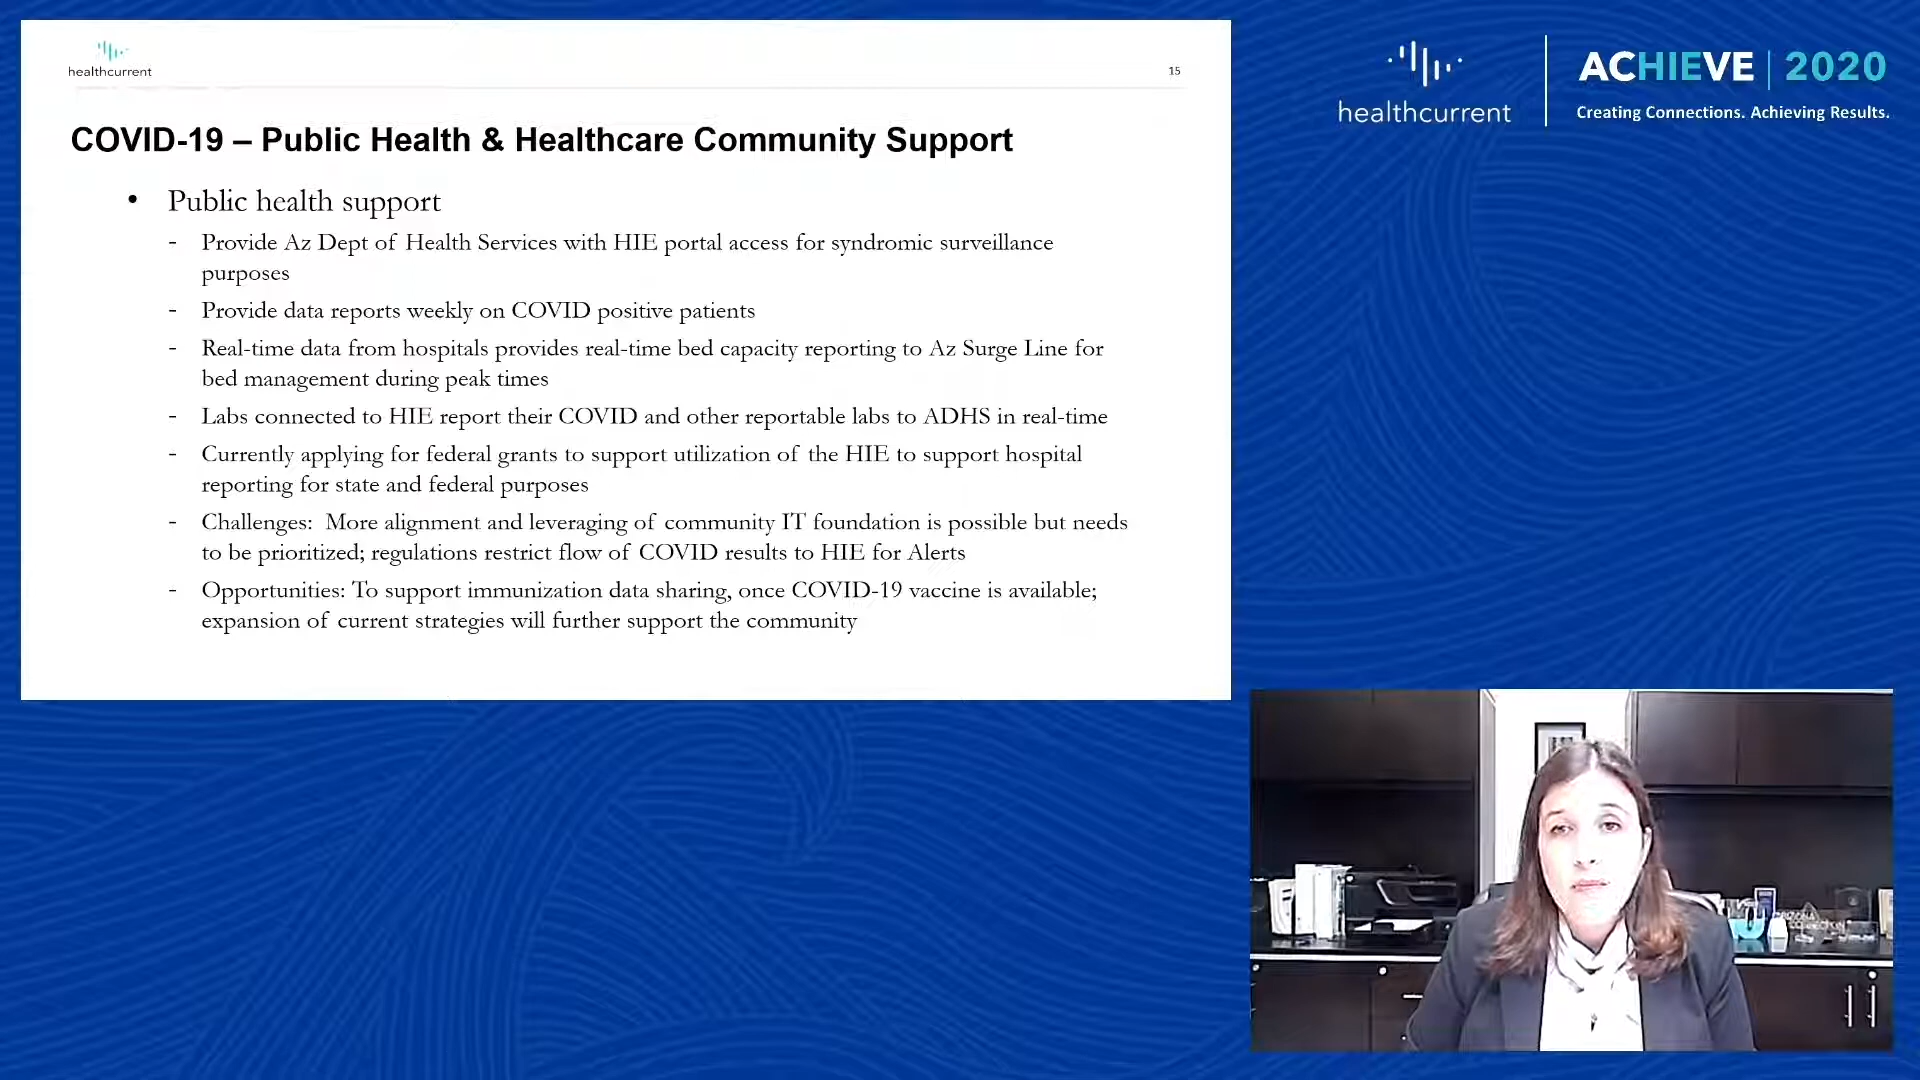 healthcurrent
15
COVID-19 – Public Health & Healthcare Community Support
• Public health support
- Provide Az Dept of Health Services with HIE portal access for syndromic surveillance
purposes
- Provide data reports weekly on COVID positive patients
- Real-time data from hospitals provides real-time bed capacity reporting to Az Surge Line for
bed management during peak times
- Labs connected to HIE report their COVID and other reportable labs to ADHS in real-time
- Currently applying for federal grants to support utilization of the HIE to support hospital
reporting for state and federal purposes
- Challenges: More alignment and leveraging of community IT foundation is possible but needs
to be prioritized; regulations restrict flow of COVID results to HIE for Alerts
- Opportunities: To support immunization data sharing, once COVID-19 vaccine is available;
expansion of current strategies will further support the community
healthcurrent
ACHIEVE | 2020
Creating Connections. Achieving Results.